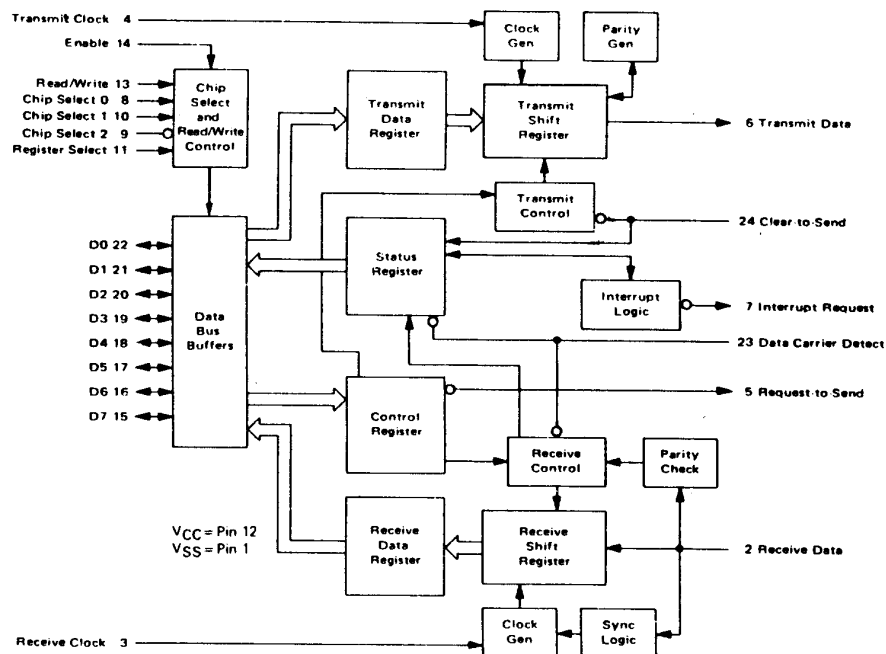 Transmit Clock 4
Clock
Gen
Parity
Gen
Enable 14
Read/Write 13
Chip Select 0 8
Chip Select 1 10
Chip Select 2 9
Register Select 11
Chip
Select
and
Read/Write
Control
Transmit
Data
Register
Transmit
Shift
Register
6 Transmit Data
Transmit
Control
24 Clear-to-Send
D0 22
D1 21
D2 20
D3 19
D4 18
D5 17
D6 16
D7 15
Data
Bus
Buffers
Status
Register
Interrupt
Logic
7 Interrupt Request
23 Data Carrier Detect
5 Request-to-Send
Control
Register
Receive
Control
Parity
Check
VCC = Pin 12
VSS = Pin 1
Receive
Data
Register
Receive
Shift
Register
2 Receive Data
Receive Clock 3
Clock
Gen
Sync
Logic